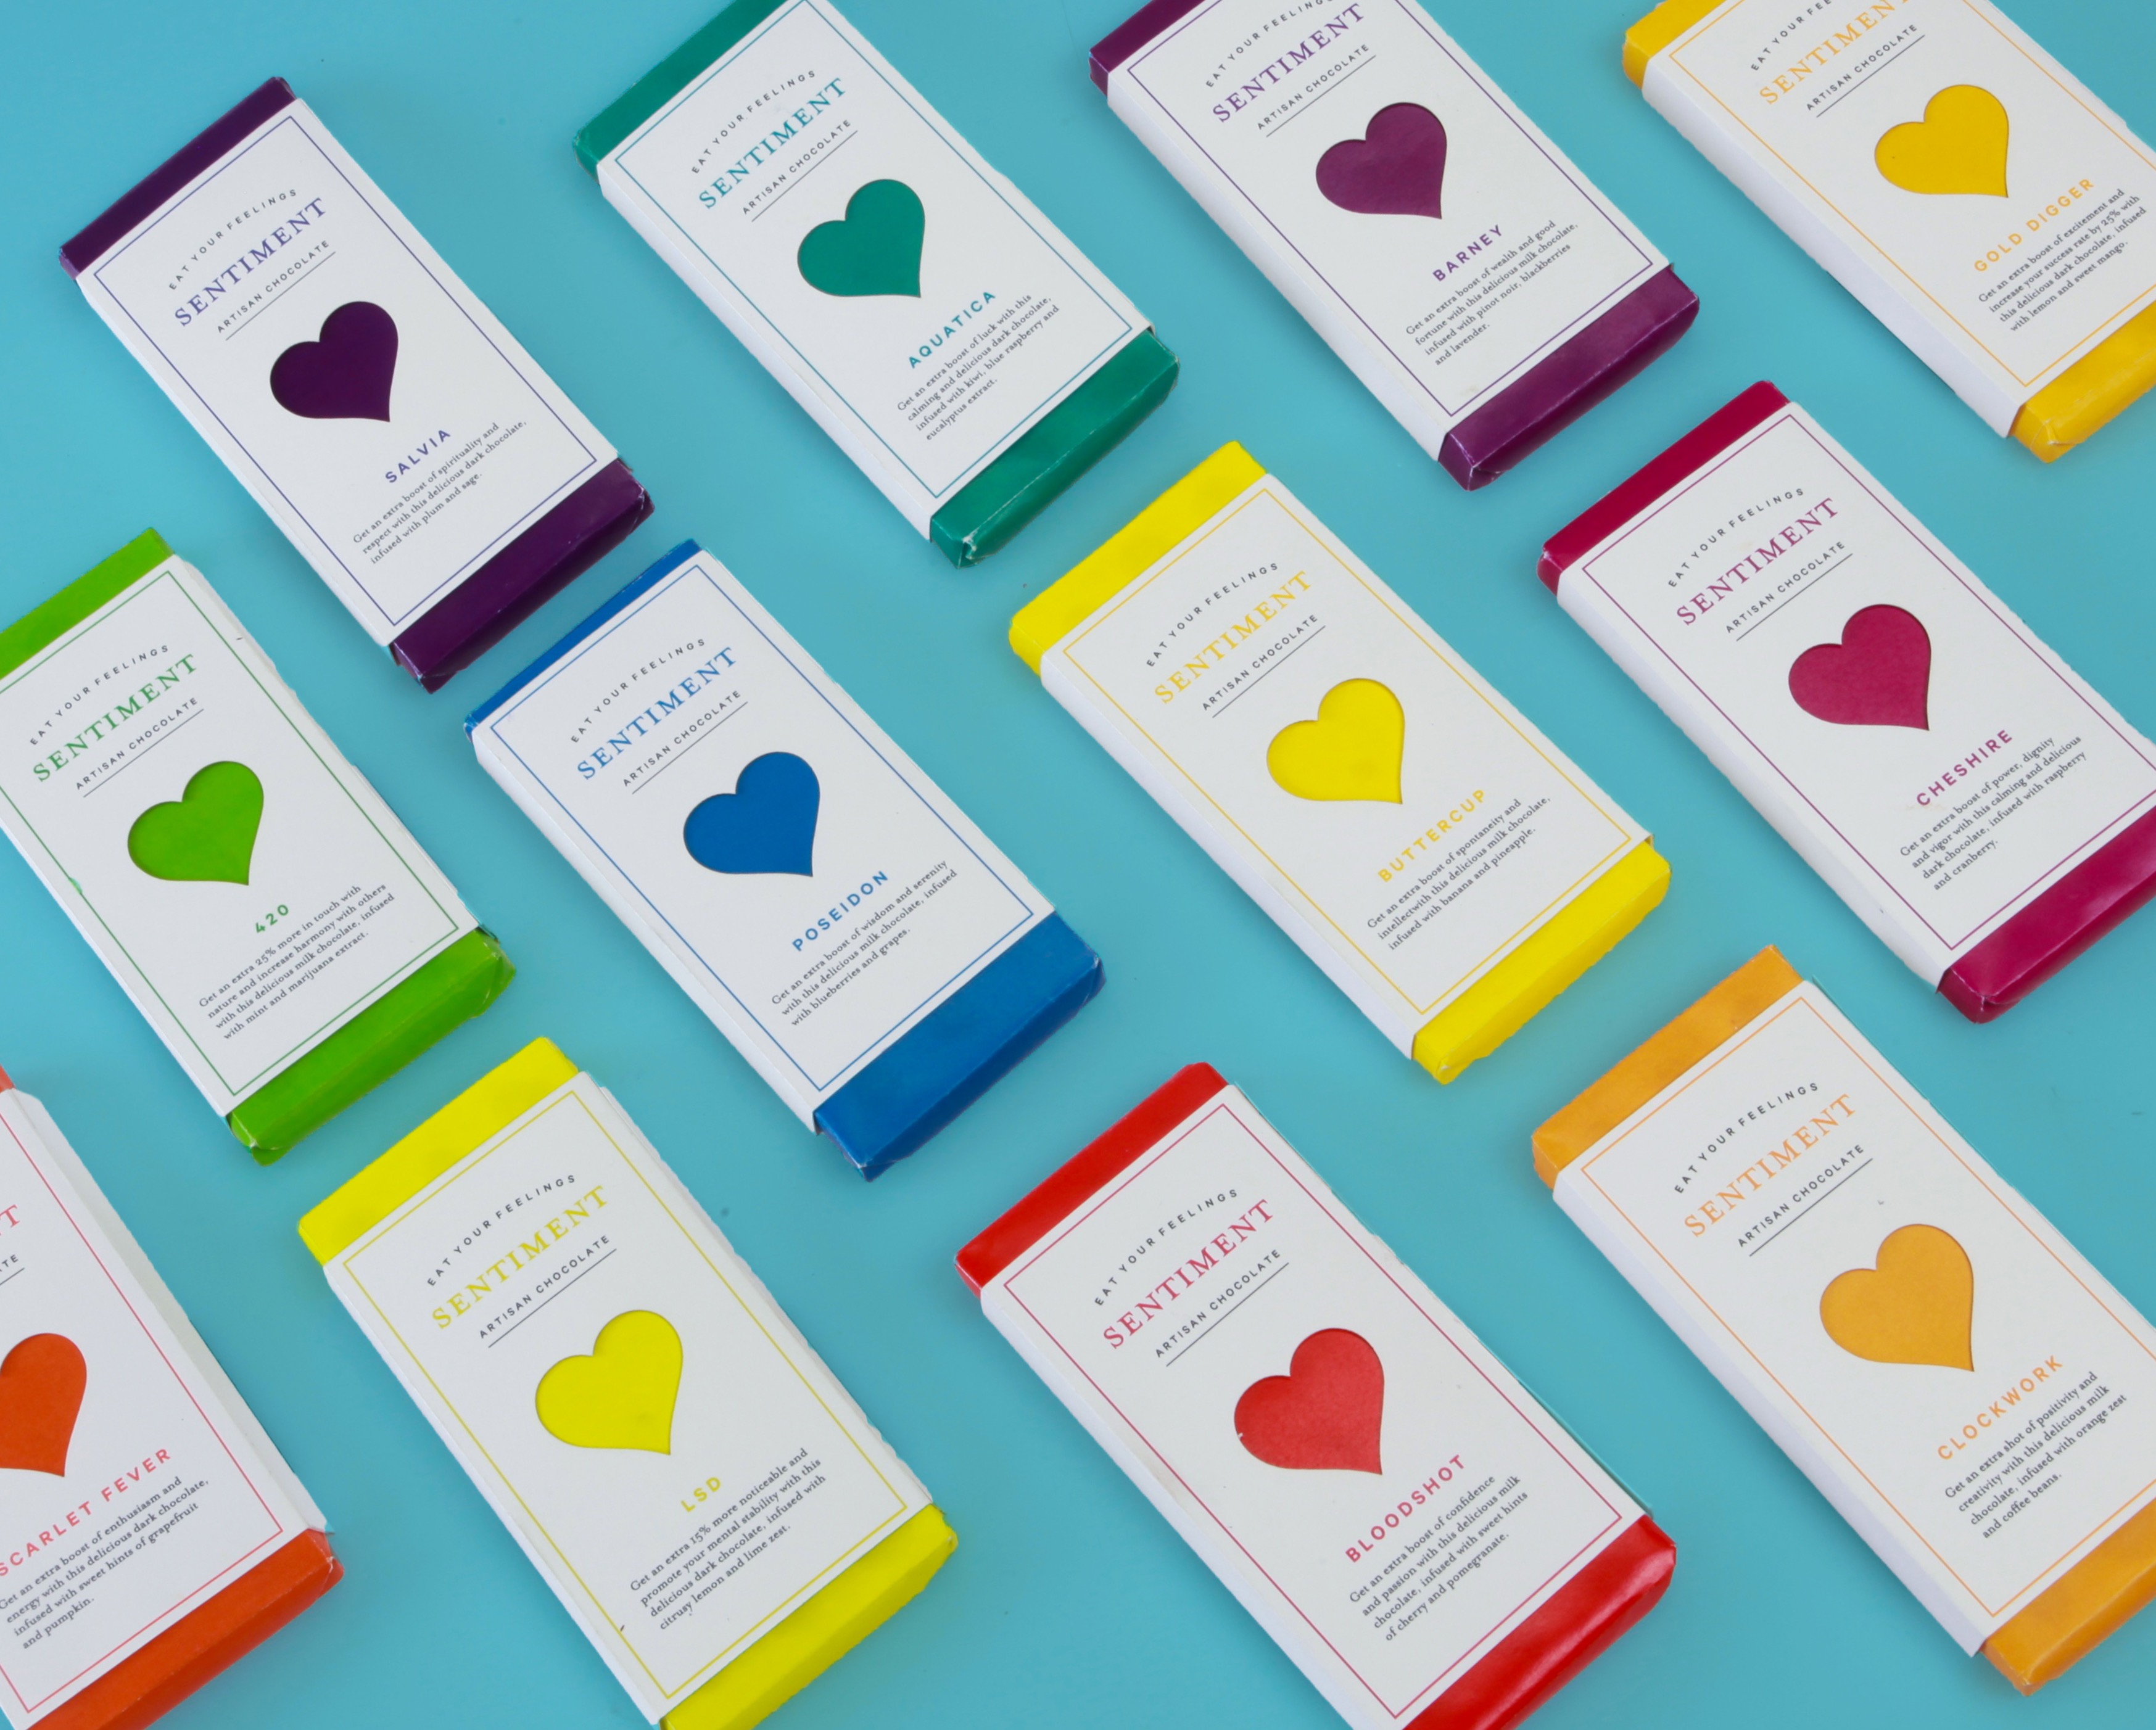 EAT YOUR FEELINGS
SENTIMENT
ARTISAN CHOCOLATE
SALVIA
Get an extra boost of spirituality and
respect with this delicious dark chocolate,
infused with plum and sage.
EAT YOUR FEELINGS
SENTIMENT
ARTISAN CHOCOLATE
AQUATICA
Get an extra boost of luck with this
calming and delicious dark chocolate,
infused with kiwi, blue raspberry and
eucalyptus extract.
EAT YOUR FEELINGS
SENTIMENT
ARTISAN CHOCOLATE
BARNEY
Get an extra boost of wealth and good
fortune with this delicious milk chocolate,
infused with pinot noir, blackberries
and lavender.
EAT YOUR FEELINGS
SENTIMENT
ARTISAN CHOCOLATE
GOLD DIGGER
Get an extra boost of excitement and
increase your success rate by 25% with
this delicious dark chocolate, infused
with lemon and sweet mango.
EAT YOUR FEELINGS
SENTIMENT
ARTISAN CHOCOLATE
420
Get an extra 25% more in touch with
nature and increase harmony with others
with this delicious milk chocolate, infused
with mint and marijuana extract.
EAT YOUR FEELINGS
SENTIMENT
ARTISAN CHOCOLATE
POSEIDON
Get an extra boost of wisdom and serenity
with this delicious milk chocolate, infused
with blueberries and grapes.
EAT YOUR FEELINGS
SENTIMENT
ARTISAN CHOCOLATE
BUTTERCUP
Get an extra boost of spontaneity and
intellectwith this delicious milk chocolate,
infused with banana and pineapple.
EAT YOUR FEELINGS
SENTIMENT
ARTISAN CHOCOLATE
CHESHIRE
Get an extra boost of power, dignity
and vigor with this calming and delicious
dark chocolate, infused with raspberry
and cranberry.
T
TE
SCARLET FEVER
Get an extra boost of enthusiasm and
energy with this delicious dark chocolate,
infused with sweet hints of grapefruit
and pumpkin.
EAT YOUR FEELINGS
SENTIMENT
ARTISAN CHOCOLATE
LSD
Get an extra 15% more noticeable and
promote your mental stability with this
delicious dark chocolate, infused with
citrusy lemon and lime zest.
EAT YOUR FEELINGS
SENTIMENT
ARTISAN CHOCOLATE
BLOODSHOT
Get an extra boost of confidence
and passion with this delicious milk
chocolate, infused with sweet hints
of cherry and pomegranate.
EAT YOUR FEELINGS
SENTIMENT
ARTISAN CHOCOLATE
CLOCKWORK
Get an extra shot of positivity and
creativity with this delicious milk
chocolate, infused with orange zest
and coffee beans.